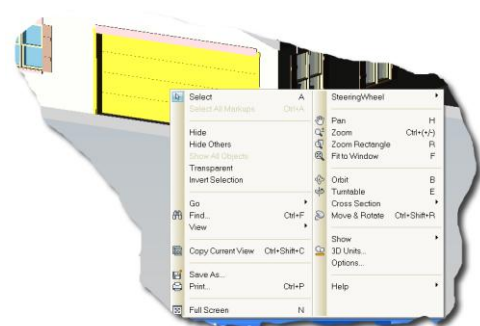 Select A
Select All Markups Ctrl+A
Hide
Hide Others
Show All Objects
Transparent
Invert Selection
Go
Find... Ctrl+F
View
Copy Current View Ctrl+Shift+C
Save As...
Print... Ctrl+P
Full Screen N
SteeringWheel
Pan H
Zoom Ctrl+(+/-)
Zoom Rectangle R
Fit to Window F
Orbit B
Turntable E
Cross Section
Move & Rotate Ctrl+Shift+R
Show
3D Units...
Options...
Help